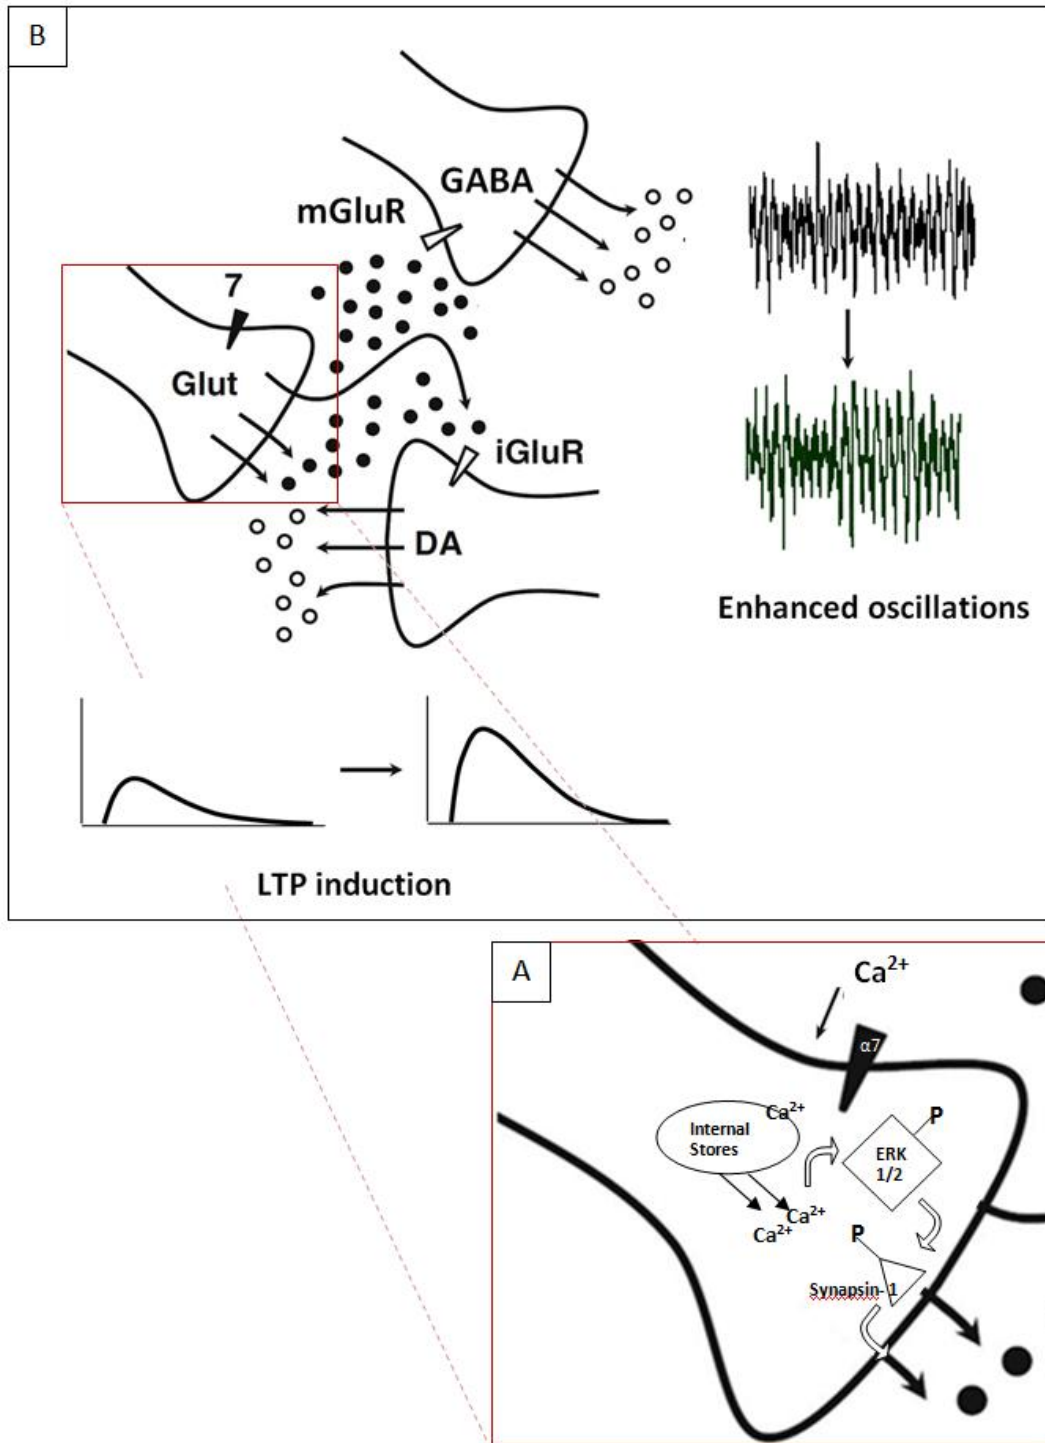 B
GABA
mGluR
7
Glut
iGluR
DA
Enhanced oscillations
LTP induction
A
Ca2+
α7
Ca2+
Internal
Stores
P
ERK
1/2
Ca2+
Ca2+
P
Synapsin-1